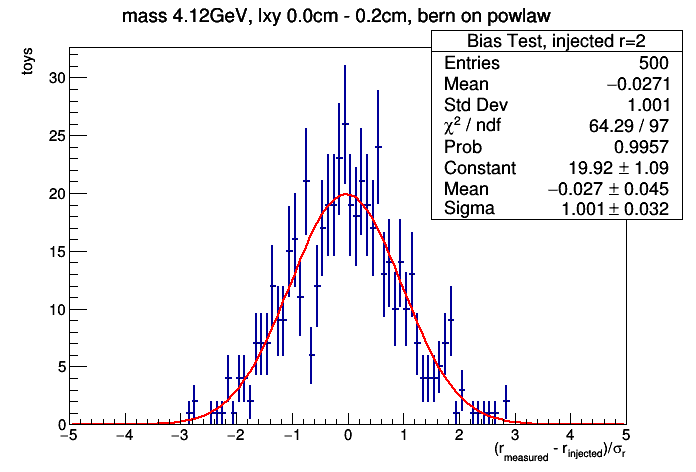 mass 4.12GeV, lxy 0.0cm - 0.2cm, bern on powlaw
toys
Bias Test, injected r=2
Entries 500
Mean −0.0271
Std Dev 1.001
χ² / ndf 64.29 / 97
Prob 0.9957
Constant 19.92 ± 1.09
Mean −0.027 ± 0.045
Sigma 1.001 ± 0.032
30
25
20
15
10
5
0
−5 −4 −3 −2 −1 0 1 2 3 4 5
(r_measured - r_injected)/σ_r